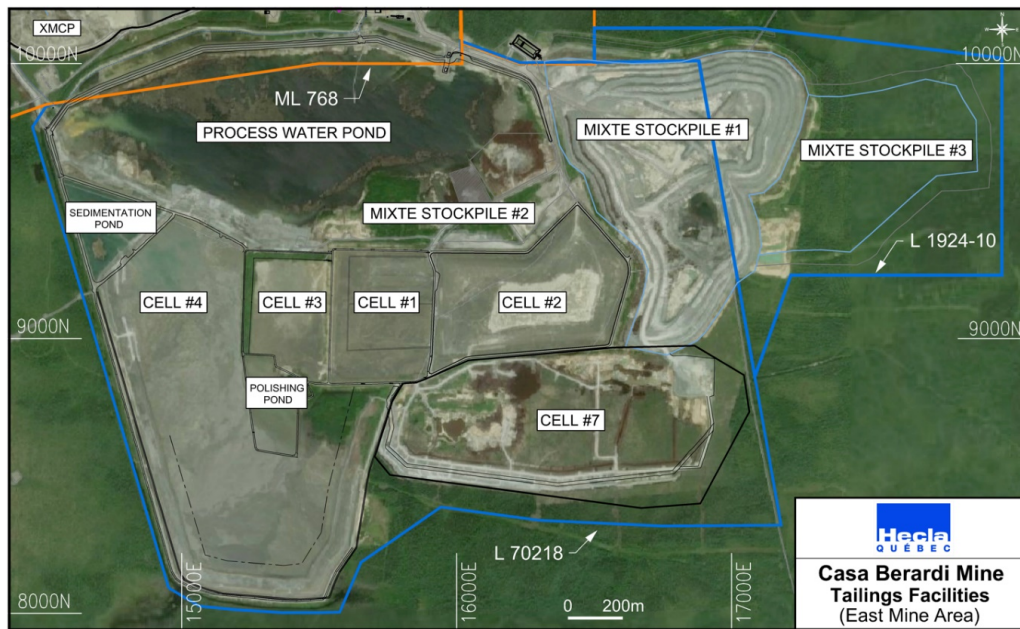 XMCP
10000N
10000N
ML 768
PROCESS WATER POND
MIXTE STOCKPILE #1
MIXTE STOCKPILE #3
SEDIMENTATION
POND
MIXTE STOCKPILE #2
L 1924-10
CELL #4
CELL #3
CELL #1
CELL #2
9000N
9000N
POLISHING
POND
CELL #7
L 70218
15000E
16000E
17000E
8000N
0 200m
Hecla
QUÉBEC
Casa Berardi Mine
Tailings Facilities
(East Mine Area)